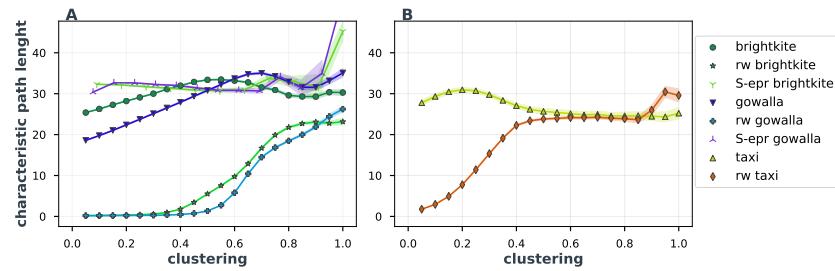 A
B
characteristic path lenght
40
30
20
10
0
0.0 0.2 0.4 0.6 0.8 1.0
clustering
40
30
20
10
0
0.0 0.2 0.4 0.6 0.8 1.0
clustering
brightkite
rw brightkite
S-epr brightkite
gowalla
rw gowalla
S-epr gowalla
taxi
rw taxi